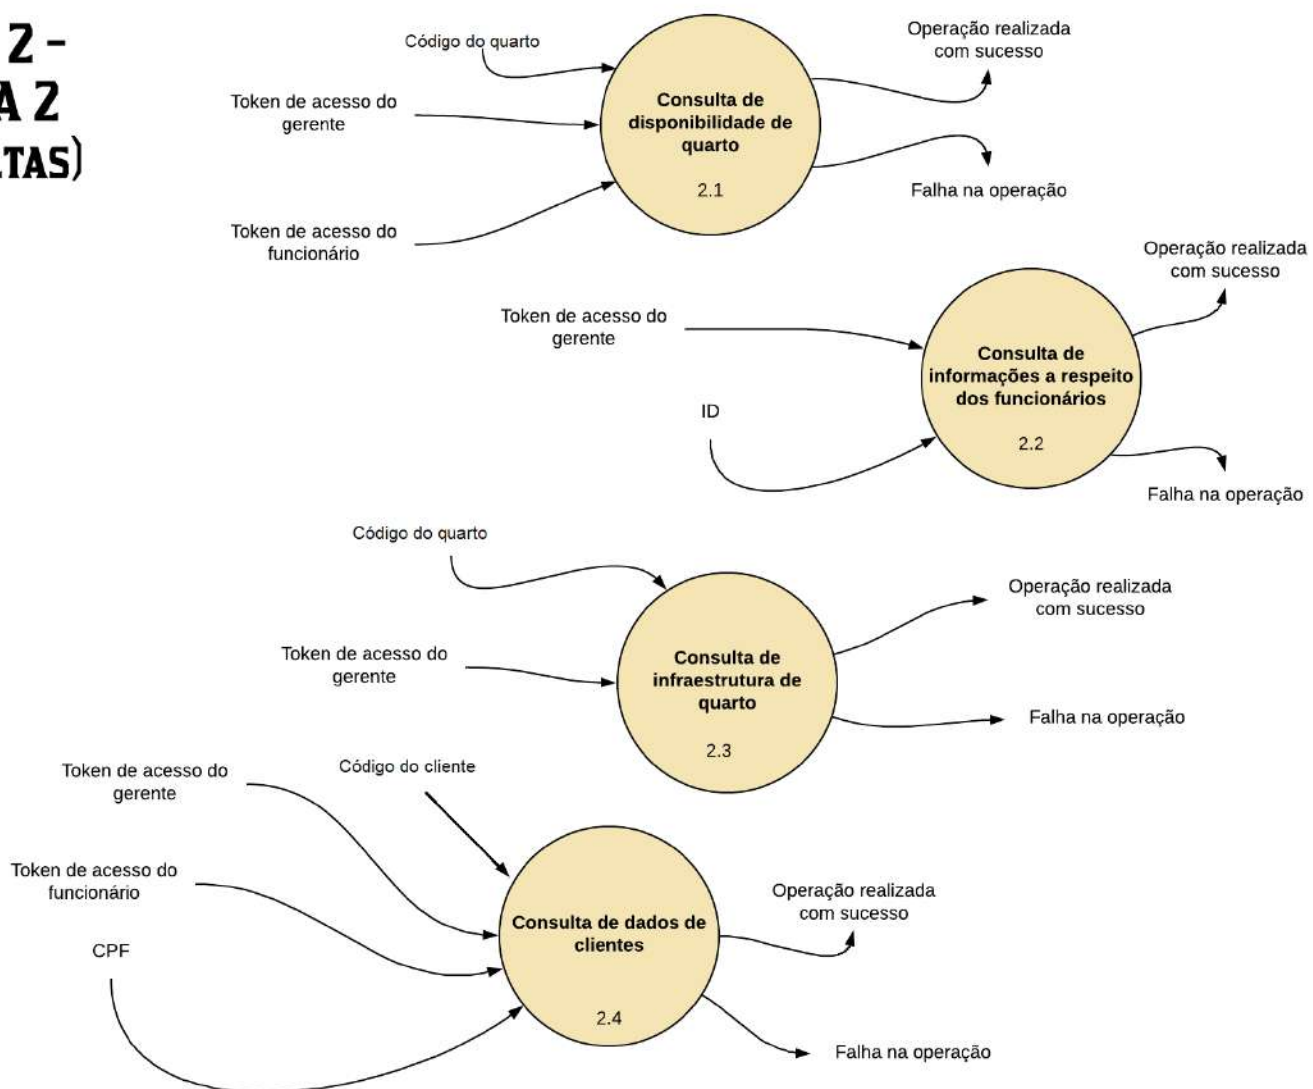 2 –
A 2
LTAS)
Código do quarto
Token de acesso do
gerente
Token de acesso do
funcionário
Consulta de
disponibilidade de
quarto
2.1
Operação realizada
com sucesso
Falha na operação
Token de acesso do
gerente
ID
Consulta de
informações a respeito
dos funcionários
2.2
Operação realizada
com sucesso
Falha na operação
Código do quarto
Token de acesso do
gerente
Consulta de
infraestrutura de
quarto
2.3
Operação realizada
com sucesso
Falha na operação
Token de acesso do
gerente
Código do cliente
Token de acesso do
funcionário
CPF
Consulta de dados de
clientes
2.4
Operação realizada
com sucesso
Falha na operação